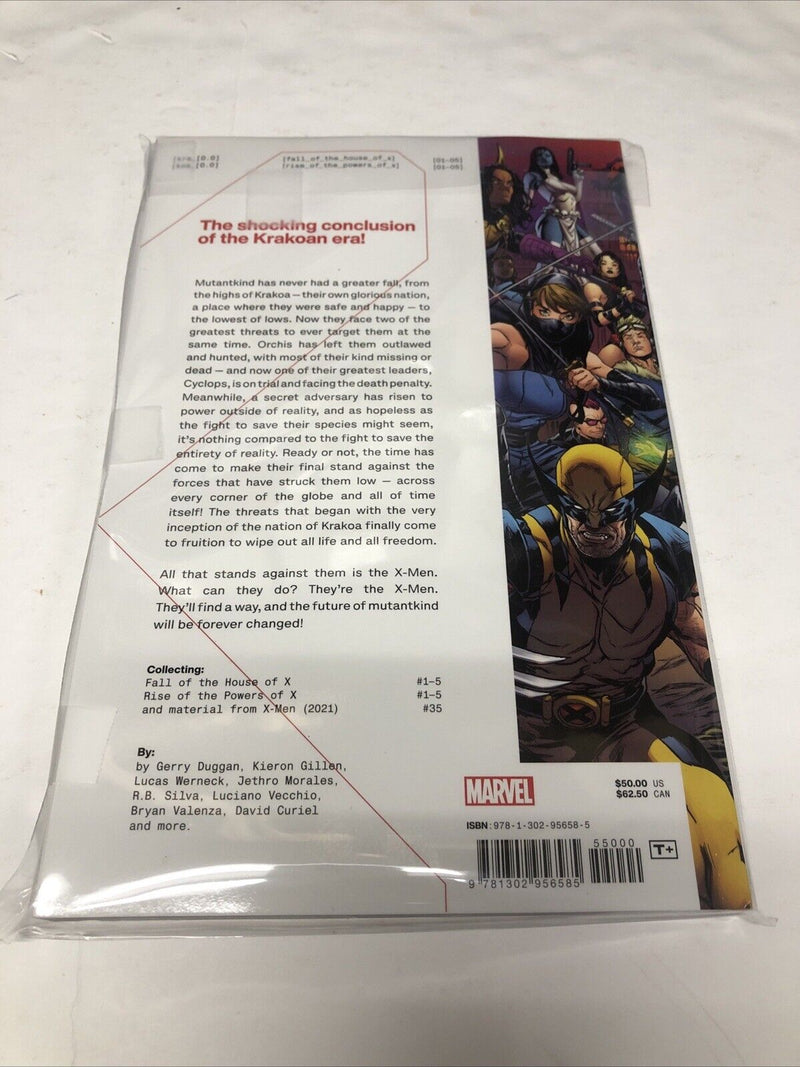 [0.0] [fall_of_the_house_of_x] [01-05]
[0.0] [rise_of_the_powers_of_x] [01-05]
The shocking conclusion
of the Krakoan era!
Mutantkind has never had a greater fall, from
the highs of Krakoa — their own glorious nation,
a place where they were safe and happy — to
the lowest of lows. Now they face two of the
greatest threats to ever target them at the
same time. Orchis has left them outlawed
and hunted, with most of their kind missing or
dead — and now one of their greatest leaders,
Cyclops, is on trial and facing the death penalty.
Meanwhile, a secret adversary has risen to
power outside of reality, and as hopeless as
the fight to save their species might seem,
it's nothing compared to the fight to save the
entirety of reality. Ready or not, the time has
come to make their final stand against the
forces that have struck them low — across
every corner of the globe and all of time
itself! The threats that began with the very
inception of the nation of Krakoa finally come
to fruition to wipe out all life and all freedom.
All that stands against them is the X-Men.
What can they do? They're the X-Men.
They'll find a way, and the future of mutantkind
will be forever changed!
Collecting:
Fall of the House of X #1–5
Rise of the Powers of X #1–5
and material from X-Men (2021) #35
By:
by Gerry Duggan, Kieron Gillen,
Lucas Werneck, Jethro Morales,
R.B. Silva, Luciano Vecchio,
Bryan Valenza, David Curiel
and more.
MARVEL
$50.00 US
$62.50 CAN
ISBN: 978-1-302-95658-5
55000
T+
9 781302 956585